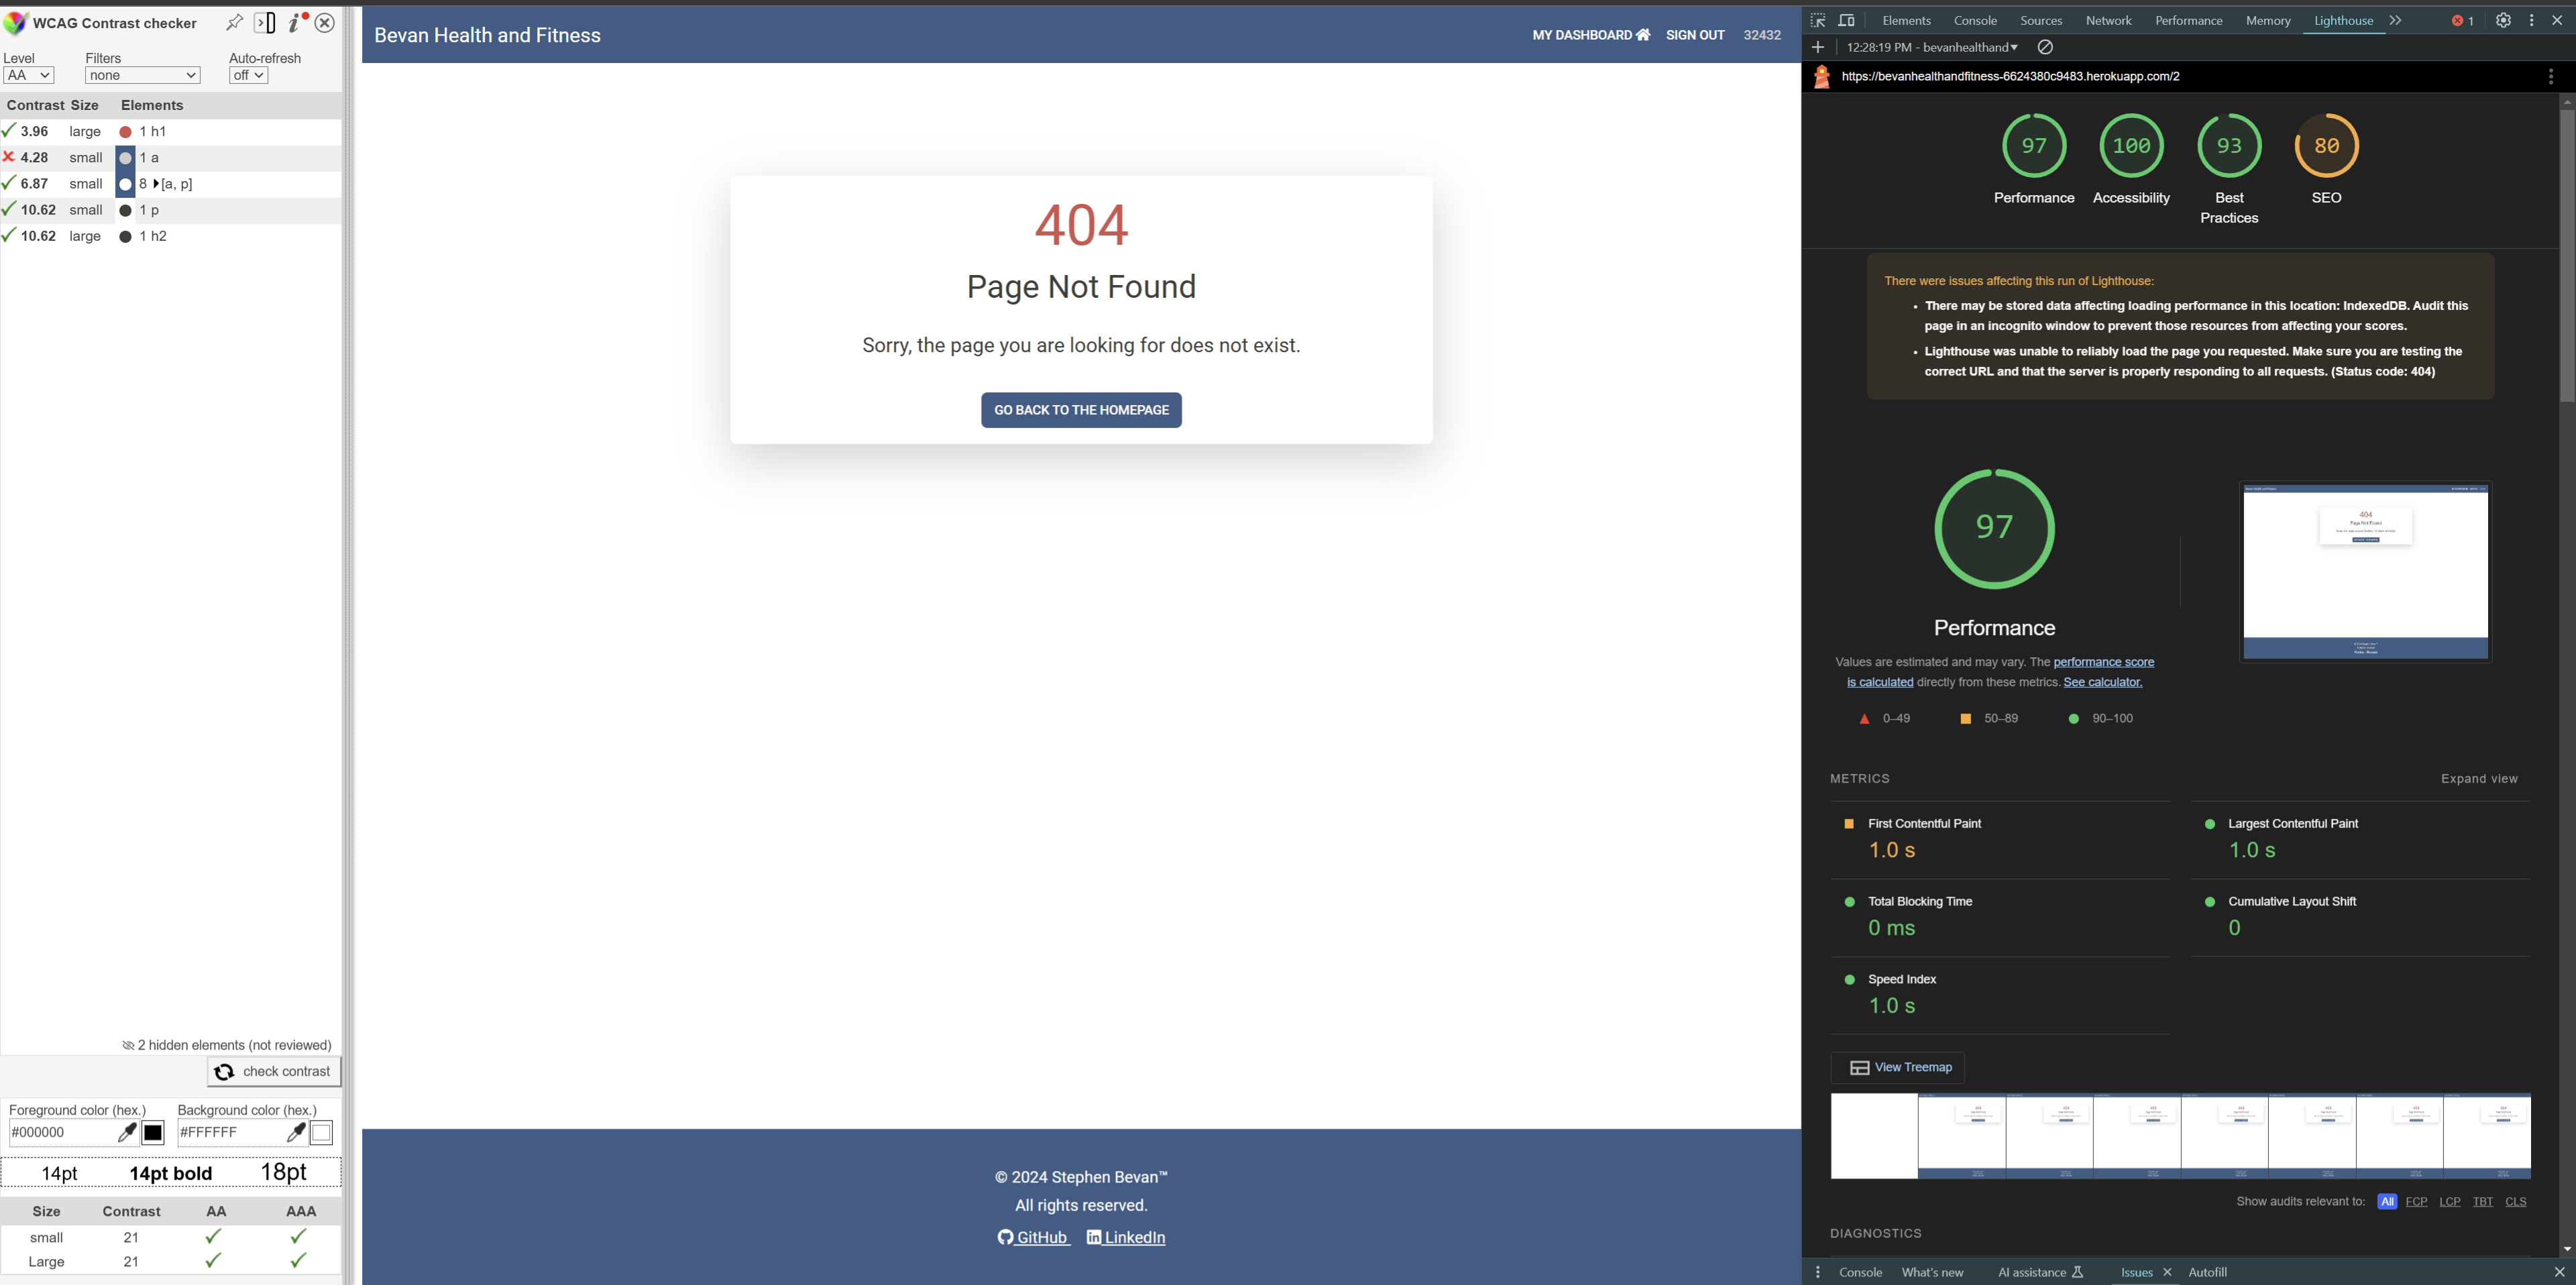 WCAG Contrast checker
Level Filters Auto-refresh
AA none off
Contrast Size Elements
3.96 large 1 h1
4.28 small 1 a
6.87 small 8 [a, p]
10.62 small 1 p
10.62 large 1 h2
2 hidden elements (not reviewed)
check contrast
Foreground color (hex.) Background color (hex.)
#000000 #FFFFFF
14pt 14pt bold 18pt
Size Contrast AA AAA
small 21
Large 21
Bevan Health and Fitness MY DASHBOARD SIGN OUT 32432
404
Page Not Found
Sorry, the page you are looking for does not exist.
GO BACK TO THE HOMEPAGE
© 2024 Stephen Bevan™
All rights reserved.
GitHub LinkedIn
Elements Console Sources Network Performance Memory Lighthouse 1
12:28:19 PM - bevanhealthand
https://bevanhealthandfitness-6624380c9483.herokuapp.com/2
97 100 93 80
Performance Accessibility Best Practices SEO
There were issues affecting this run of Lighthouse:
• There may be stored data affecting loading performance in this location: IndexedDB. Audit this
page in an incognito window to prevent those resources from affecting your scores.
• Lighthouse was unable to reliably load the page you requested. Make sure you are testing the
correct URL and that the server is properly responding to all requests. (Status code: 404)
97
Performance
Values are estimated and may vary. The performance score
is calculated directly from these metrics. See calculator.
0–49 50–89 90–100
METRICS Expand view
First Contentful Paint Largest Contentful Paint
1.0 s 1.0 s
Total Blocking Time Cumulative Layout Shift
0 ms 0
Speed Index
1.0 s
View Treemap
Show audits relevant to: All FCP LCP TBT CLS
DIAGNOSTICS
Console What's new AI assistance Issues Autofill